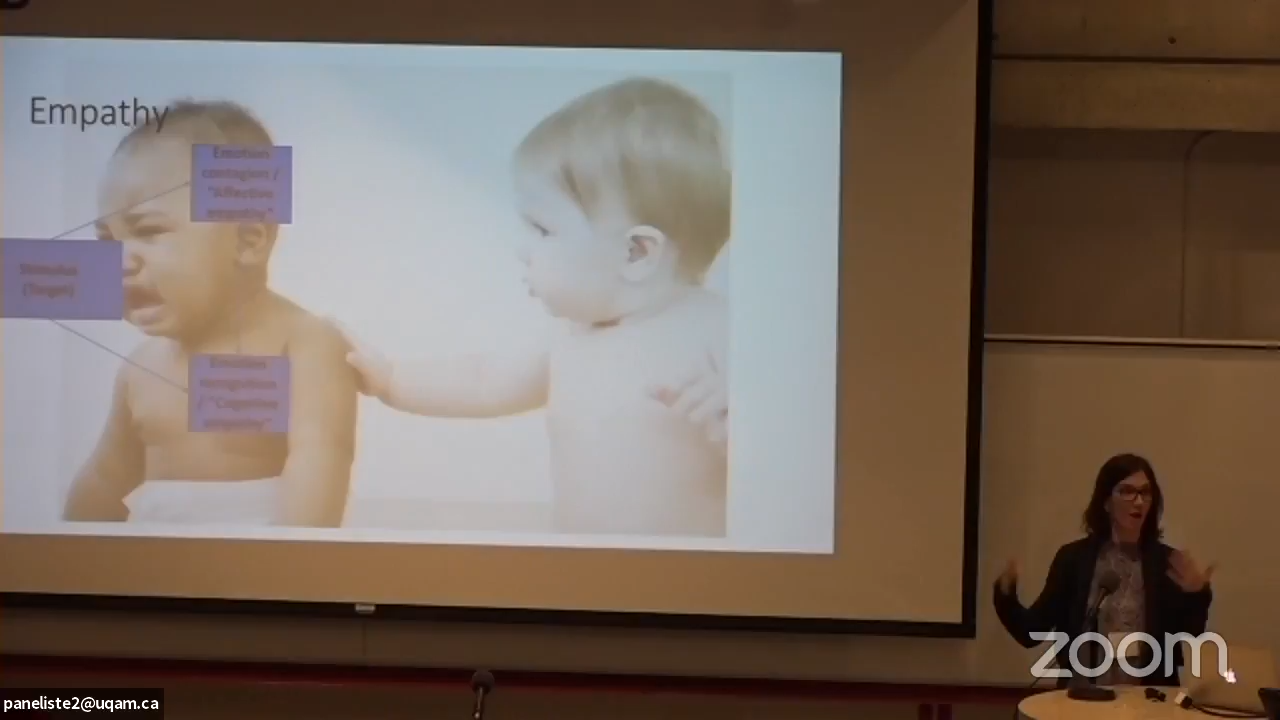 Empathy
Emotion
contagion /
"Affective
empathy"
Stimulus
(Target)
Emotion
recognition
/ "Cognitive
empathy"
zoom
paneliste2@uqam.ca